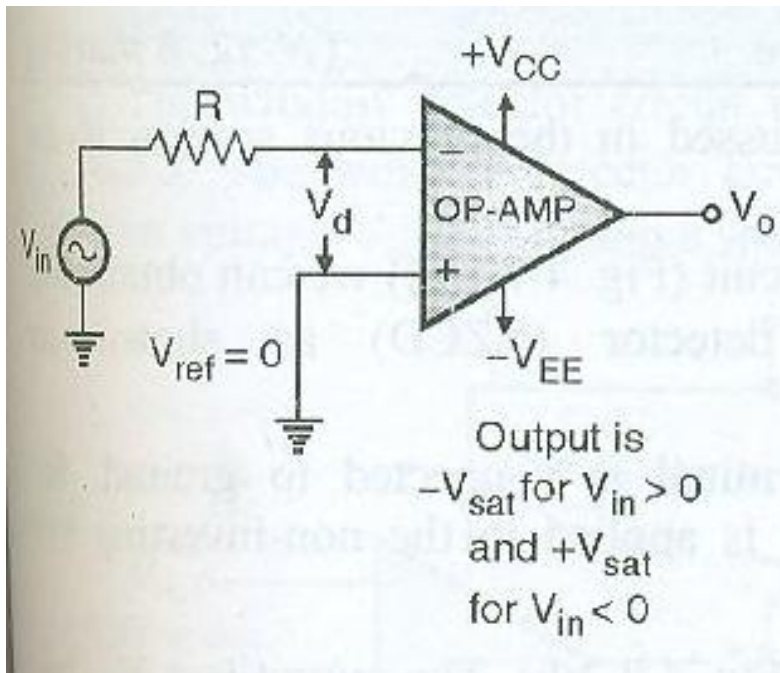 +VCC
R
−
Vd
OP-AMP
Vo
Vin
+
Vref = 0
−VEE
Output is
−Vsat for Vin > 0
and +Vsat
for Vin < 0